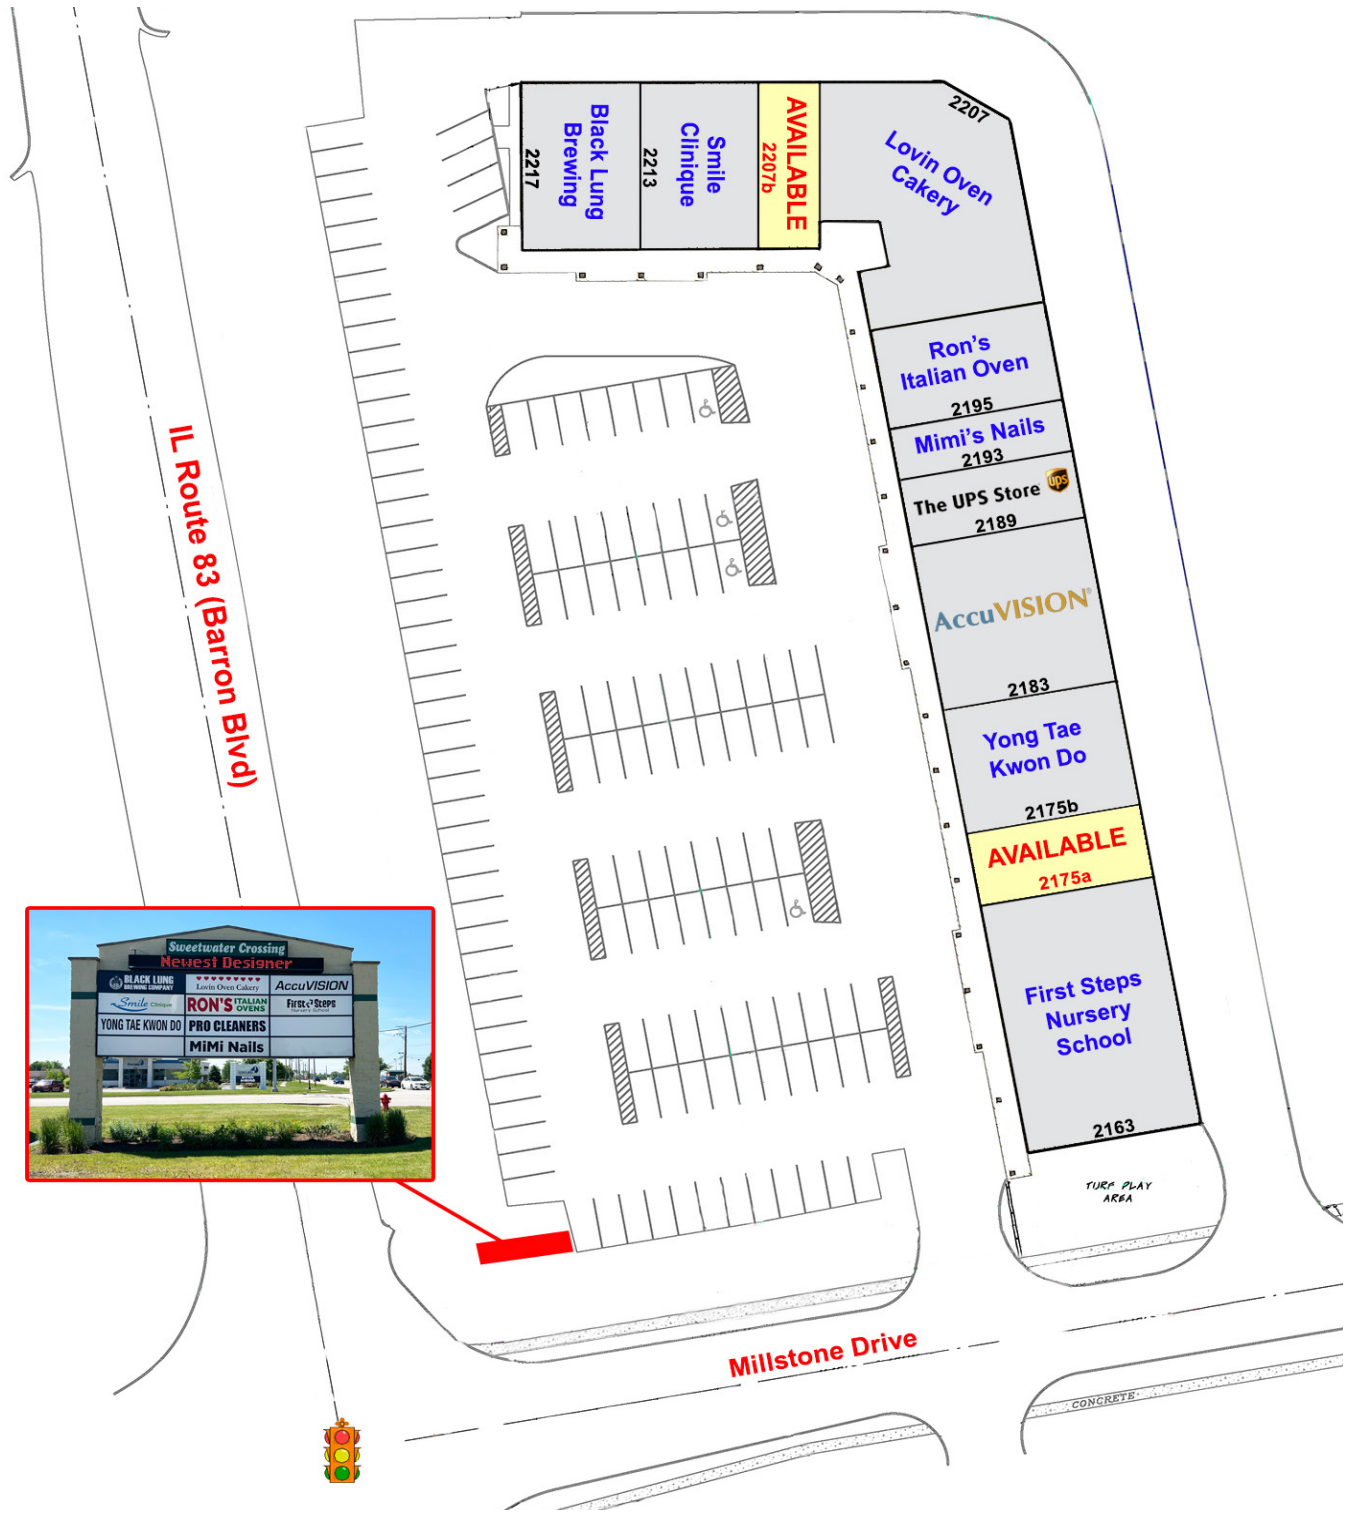 2207
Lovin Oven
Cakery
Black Lung
Brewing
2217
Smile
Clinique
2213
AVAILABLE
2207b
Ron's
Italian Oven
2195
Mimi's Nails
2193
The UPS Store
ups
2189
AccuVISION®
2183
Yong Tae
Kwon Do
2175b
AVAILABLE
2175a
First Steps
Nursery
School
2163
TURF PLAY
AREA
IL Route 83 (Barron Blvd)
Sweetwater Crossing
Newest Designer
BLACK LUNG
BREWING COMPANY
Lovin Oven Cakery
AccuVISION
Smile Clinique
RON'S ITALIAN
OVENS
First Steps
Nursery School
YONG TAE KWON DO
PRO CLEANERS
MiMi Nails
Millstone Drive
CONCRETE